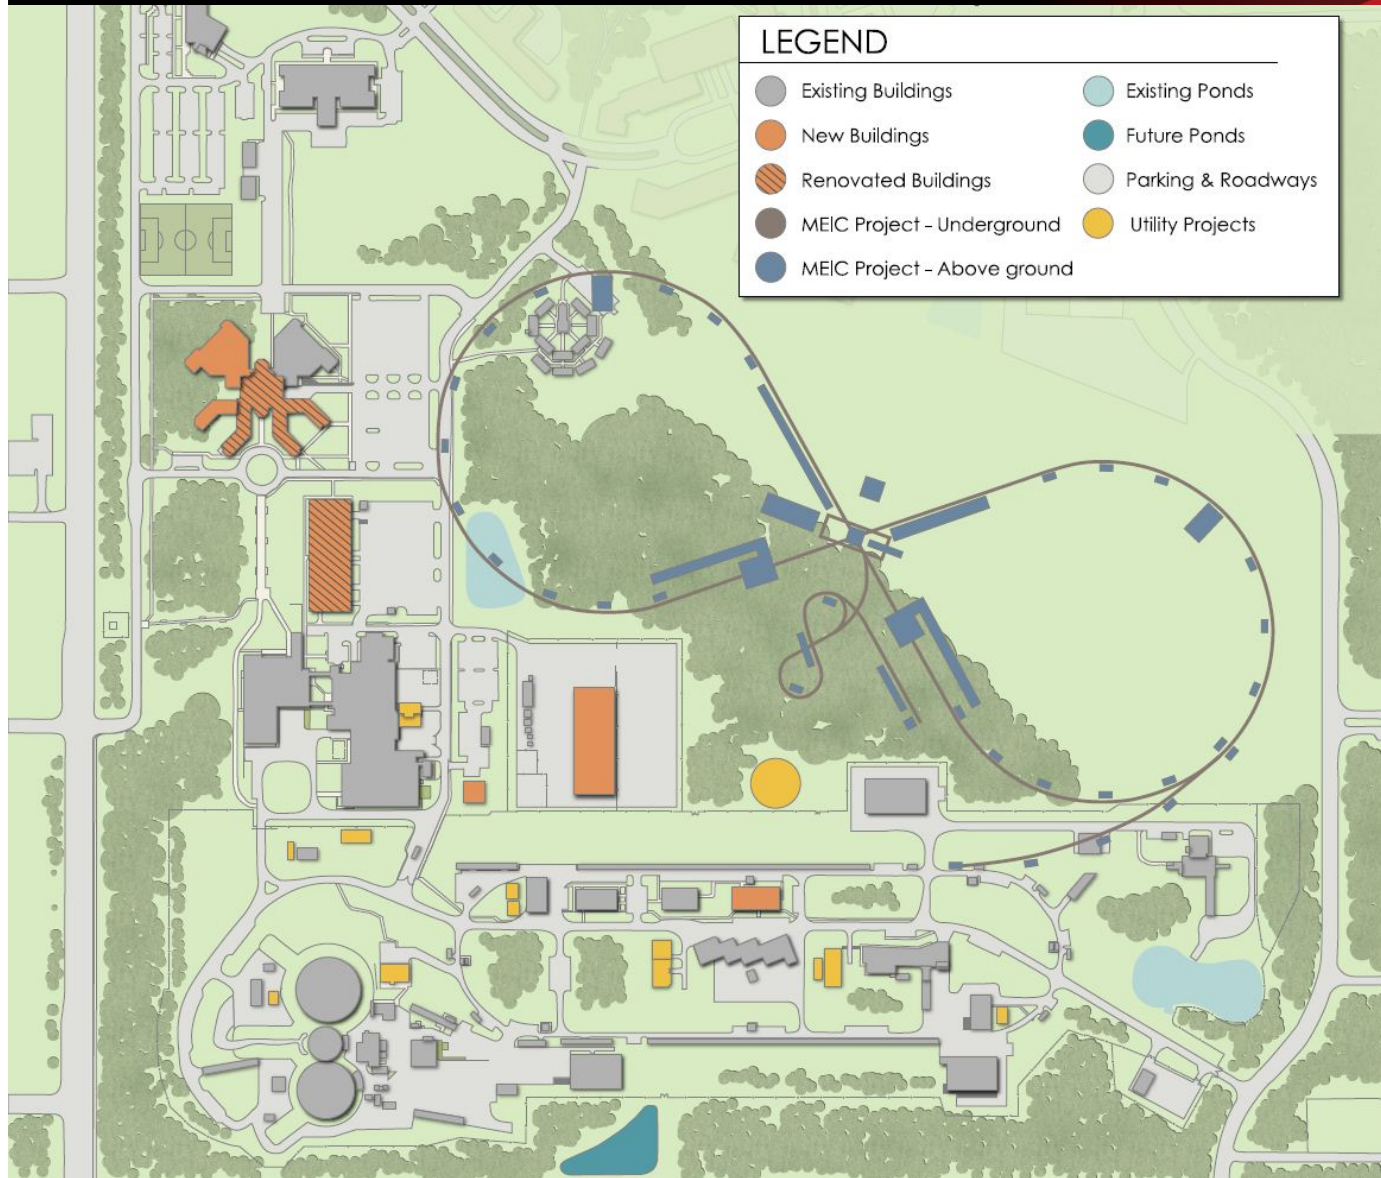 LEGEND
Existing Buildings
New Buildings
Renovated Buildings
MEIC Project - Underground
MEIC Project - Above ground
Existing Ponds
Future Ponds
Parking & Roadways
Utility Projects